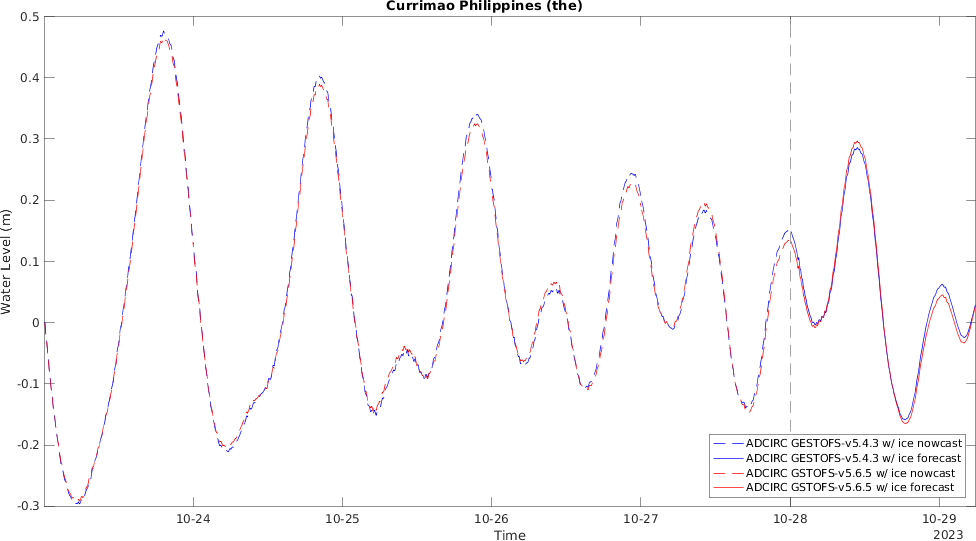 Currimao Philippines (the)
0.5
0.4
0.3
0.2
0.1
0
-0.1
-0.2
-0.3
Water Level (m)
ADCIRC GESTOFS-v5.4.3 w/ ice nowcast
ADCIRC GESTOFS-v5.4.3 w/ ice forecast
ADCIRC GSTOFS-v5.6.5 w/ ice nowcast
ADCIRC GSTOFS-v5.6.5 w/ ice forecast
10-24 10-25 10-26 10-27 10-28 10-29
Time
2023